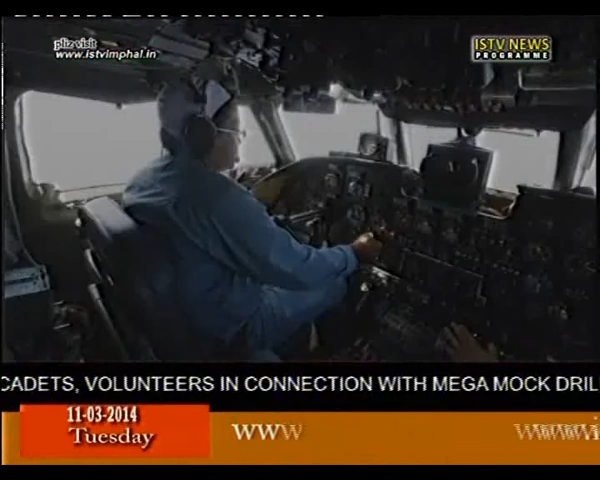 pliz visit
www.istvimphal.in
ISTV NEWS
PROGRAMME
CADETS, VOLUNTEERS IN CONNECTION WITH MEGA MOCK DRIL
11-03-2014
Tuesday
www